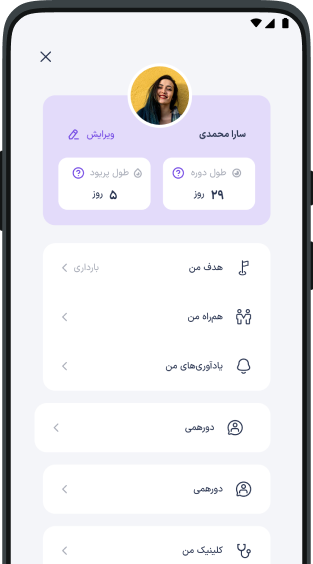 سارا محمدی
ویرایش
طول دوره
طول پریود
۲۹ روز
۵ روز
هدف من
بارداری
همراه من
یادآوری‌های من
دورهمی
دورهمی
کلینیک من